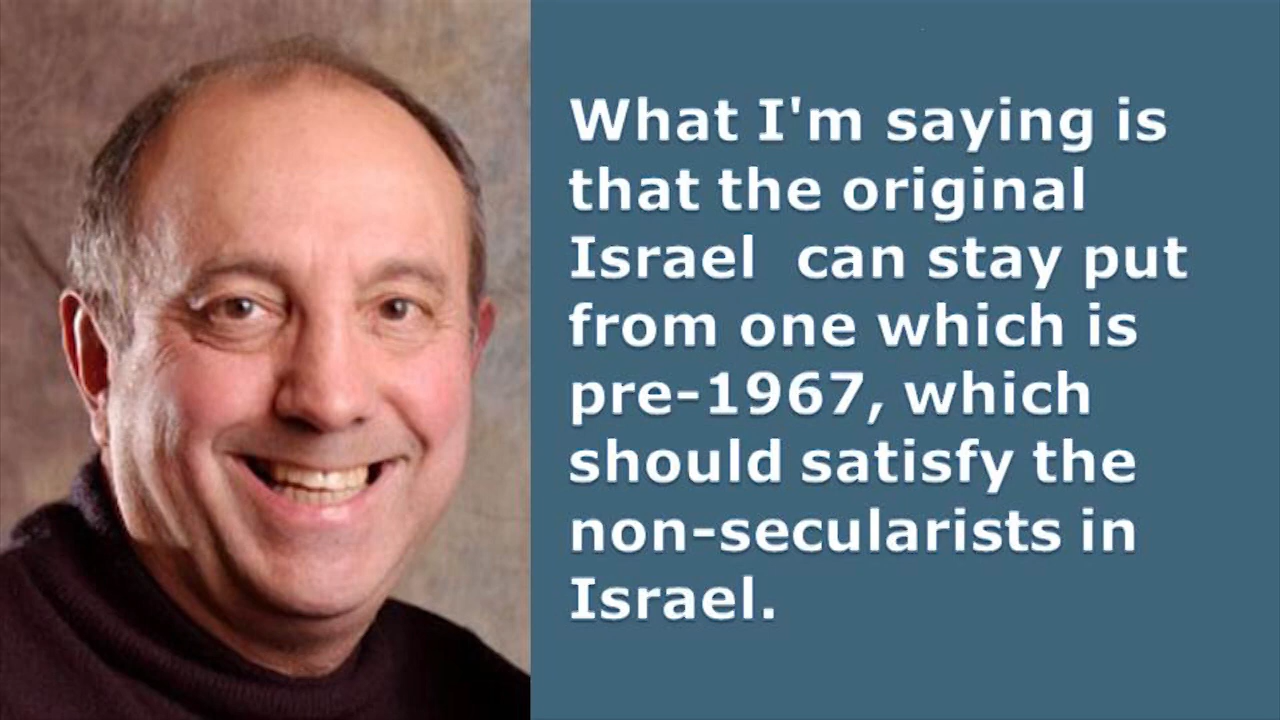 What I'm saying is
that the original
Israel  can stay put
from one which is
pre-1967, which
should satisfy the
non-secularists in
Israel.